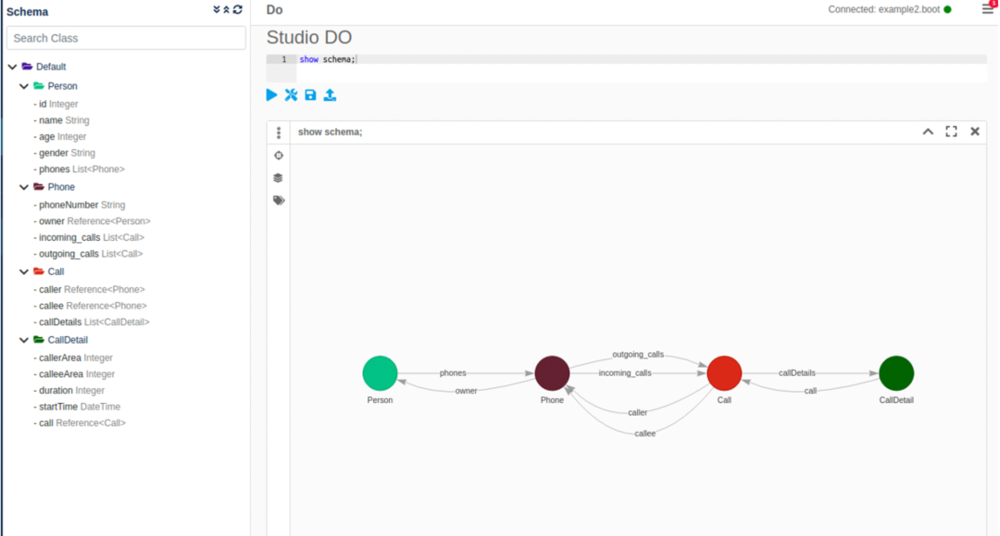 Schema
Search Class
Default
Person
- id Integer
- name String
- age Integer
- gender String
- phones List<Phone>
Phone
- phoneNumber String
- owner Reference<Person>
- incoming_calls List<Call>
- outgoing_calls List<Call>
Call
- caller Reference<Phone>
- callee Reference<Phone>
- callDetails List<CallDetail>
CallDetail
- callerArea Integer
- calleeArea Integer
- duration Integer
- startTime DateTime
- call Reference<Call>
Do
Connected: example2.boot
1
Studio DO
1 show schema;
show schema;
outgoing_calls
phones
incoming_calls
callDetails
owner
call
Person
Phone
Call
CallDetail
caller
callee